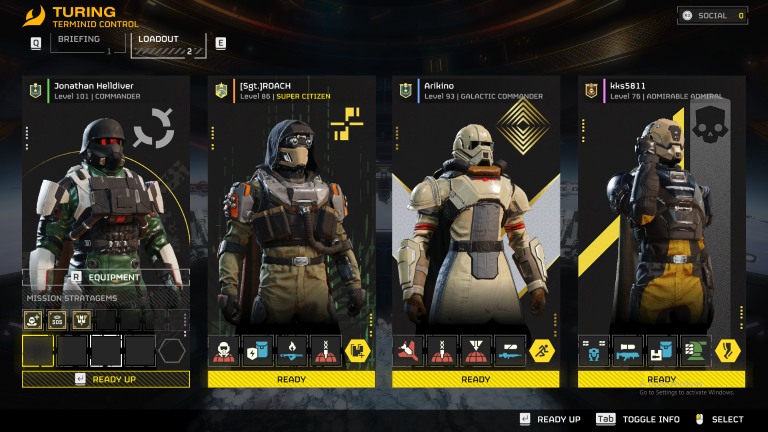 TURING
TERMINID CONTROL
SOCIAL 0
Q BRIEFING 1 LOADOUT 2 E
Jonathan Helldiver
Level 101 | COMMANDER
[Sgt.]ROACH
Level 86 | SUPER CITIZEN
Arikino
Level 93 | GALACTIC COMMANDER
kks5811
Level 76 | ADMIRABLE ADMIRAL
R EQUIPMENT
MISSION STRATAGEMS
SOS
READY UP
READY
READY
READY
Go to Settings to activate Windows.
READY UP Tab TOGGLE INFO SELECT